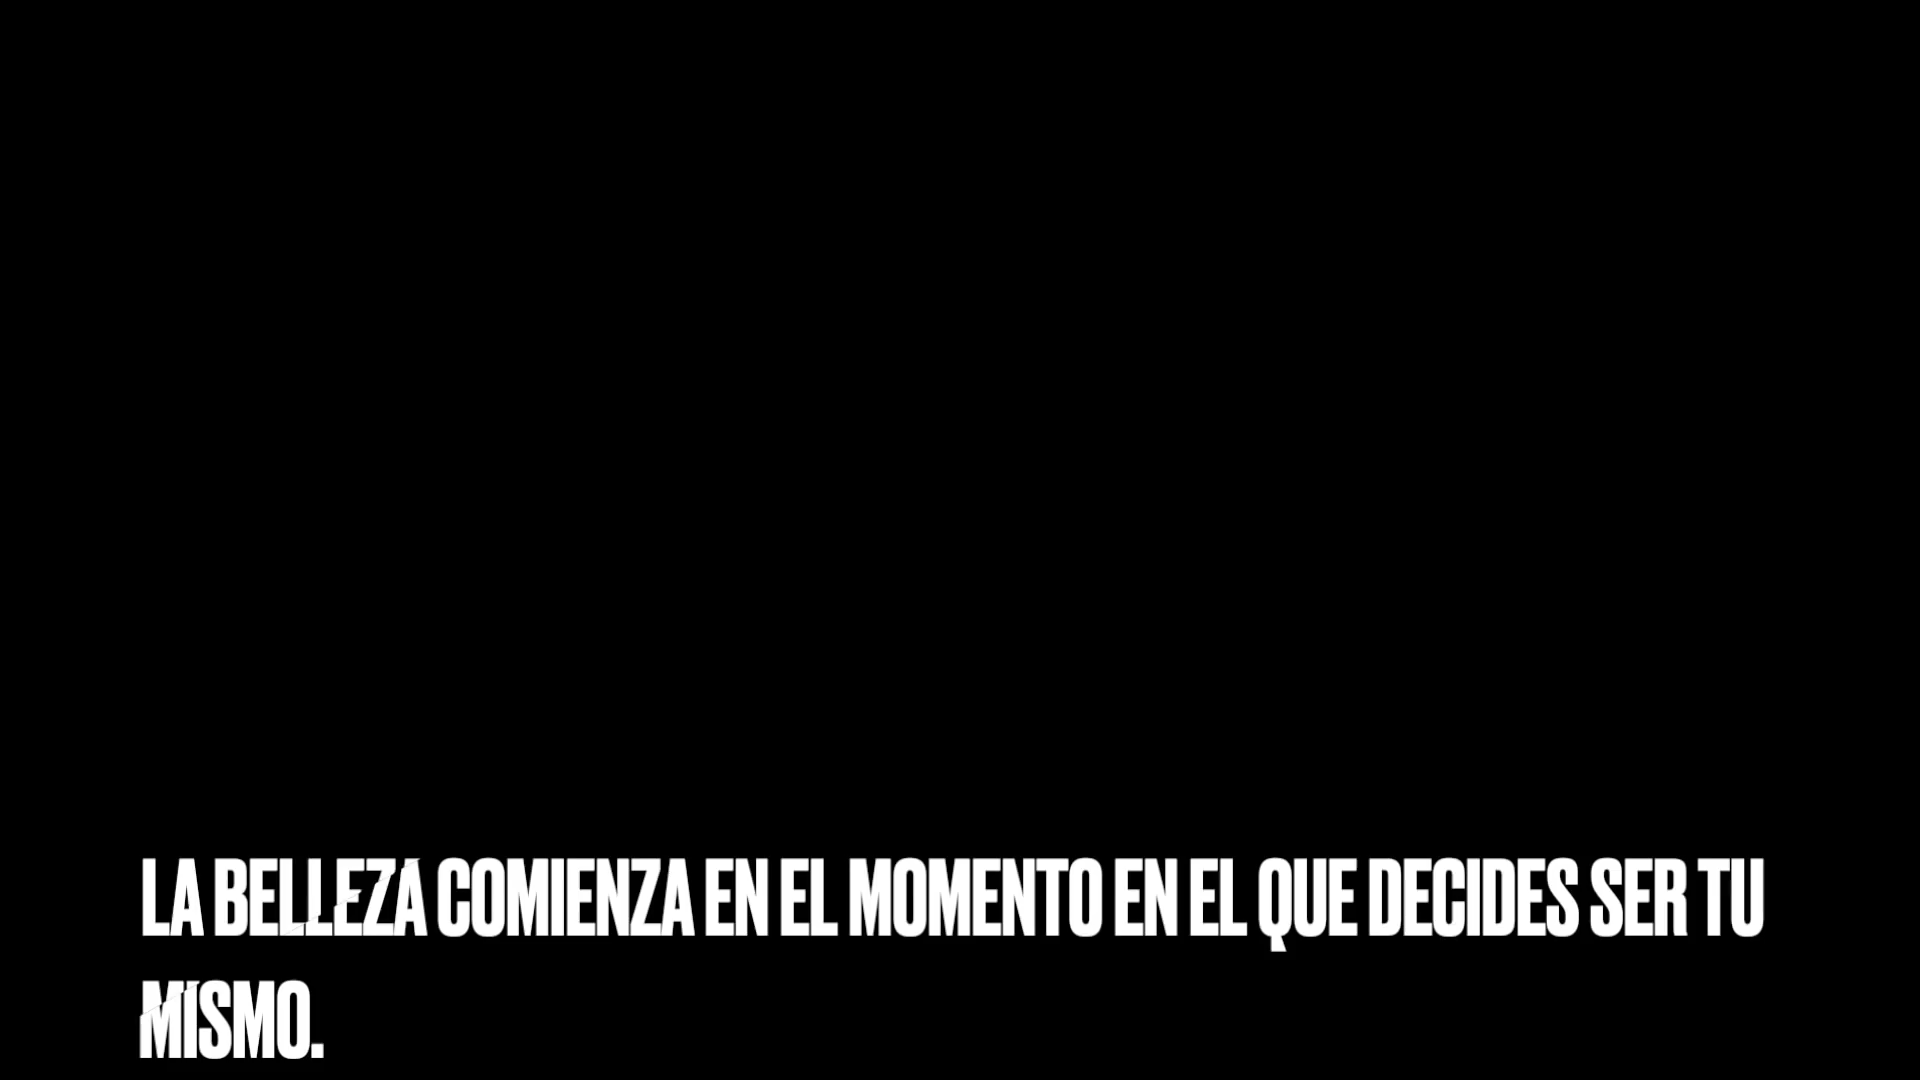 LA BELLEZA COMIENZA EN EL MOMENTO EN EL QUE DECIDES SER TU
MISMO.